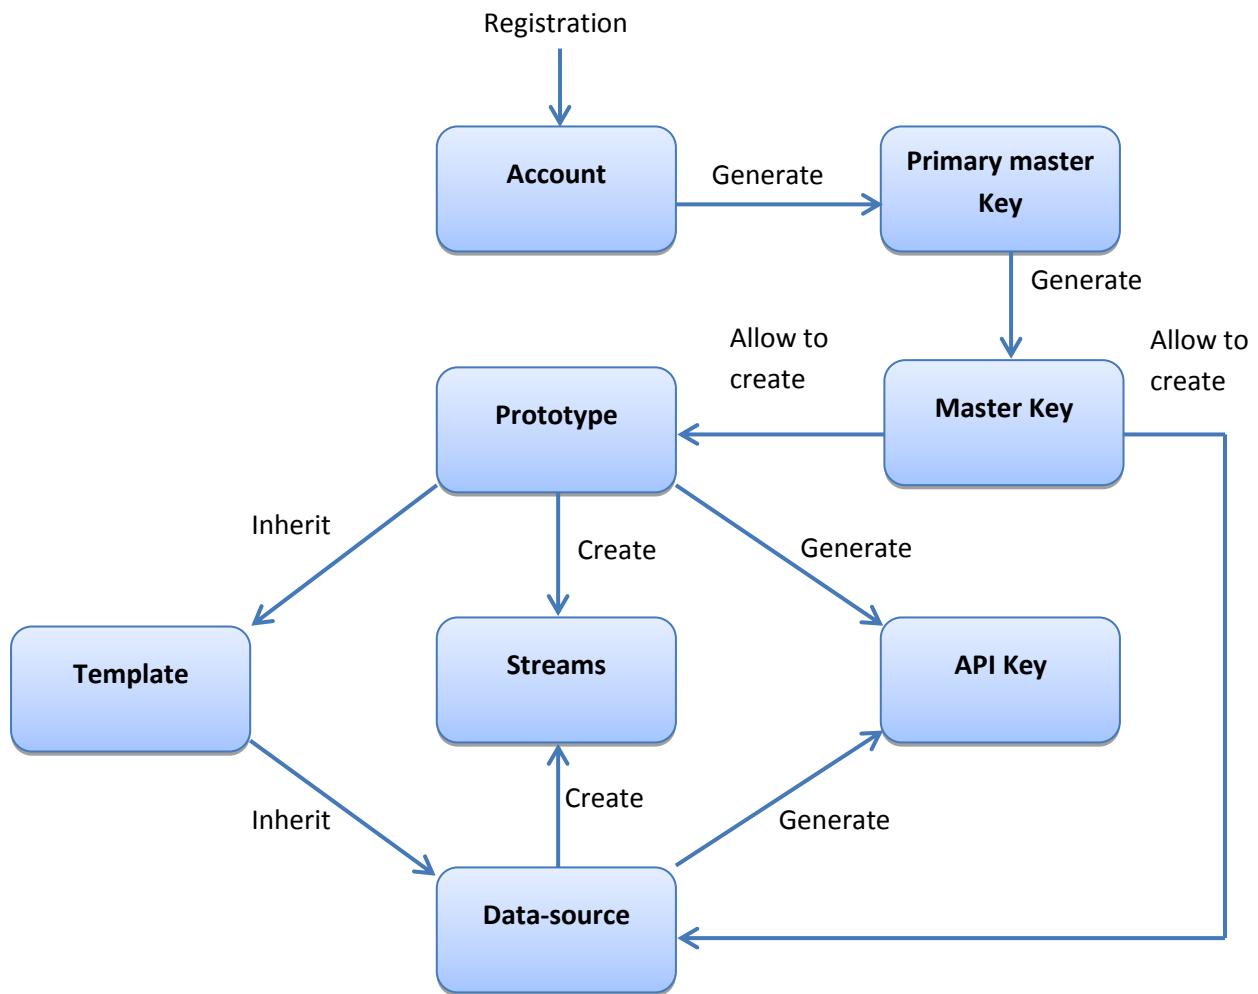 Registration
Account
Generate
Primary master
Key
Generate
Allow to
create
Allow to
create
Prototype
Master Key
Inherit
Create
Generate
Template
Streams
API Key
Inherit
Create
Generate
Data-source